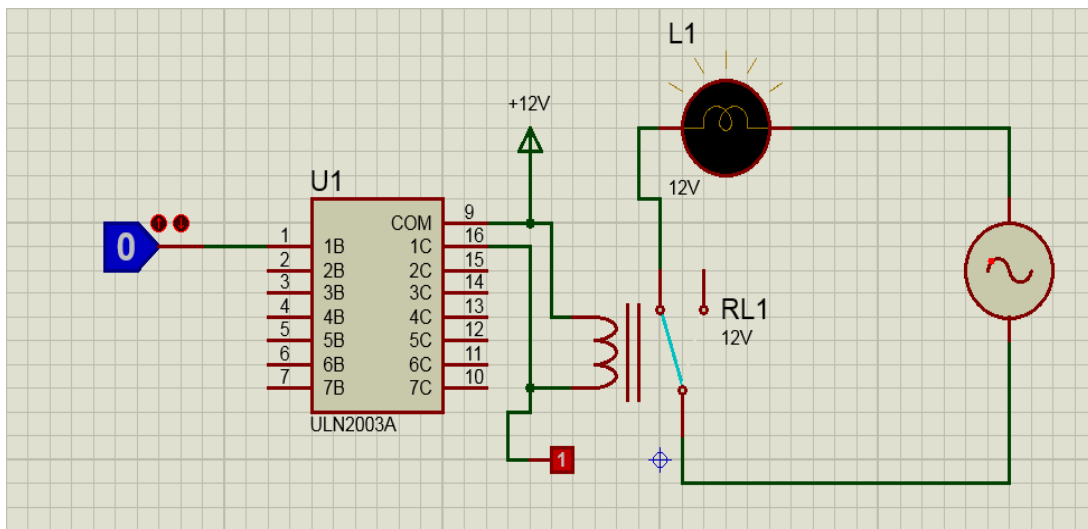 L1
+12V
12V
U1
0
COM 9
1 1B 1C 16
2 2B 2C 15
3 3B 3C 14
4 4B 4C 13
5 5B 5C 12
6 6B 6C 11
7 7B 7C 10
ULN2003A
RL1
12V
1